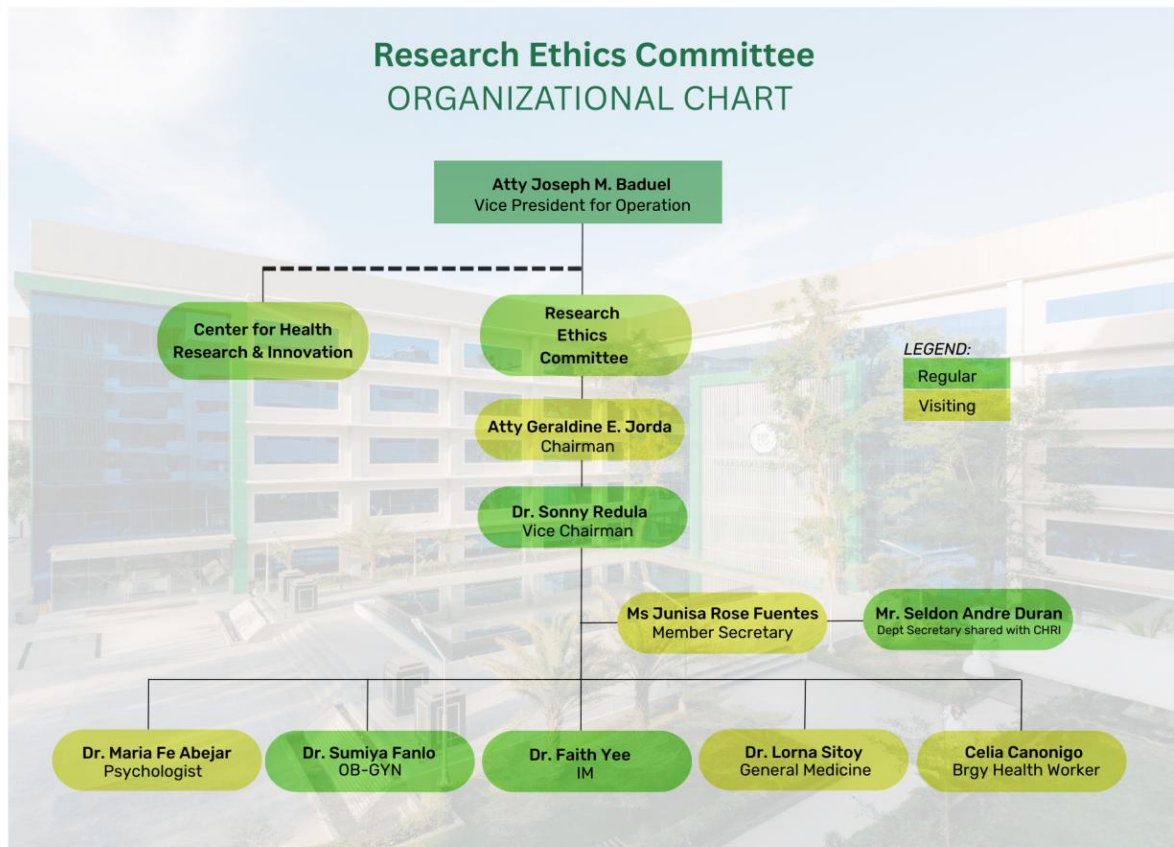 Research Ethics Committee
ORGANIZATIONAL CHART
Atty Joseph M. Baduel
Vice President for Operation
Center for Health
Research & Innovation
Research
Ethics
Committee
LEGEND:
Regular
Visiting
Atty Geraldine E. Jorda
Chairman
Dr. Sonny Redula
Vice Chairman
Ms Junisa Rose Fuentes
Member Secretary
Mr. Seldon Andre Duran
Dept Secretary shared with CHRI
Dr. Maria Fe Abejar
Psychologist
Dr. Sumiya Fanlo
OB-GYN
Dr. Faith Yee
IM
Dr. Lorna Sitoy
General Medicine
Celia Canonigo
Brgy Health Worker